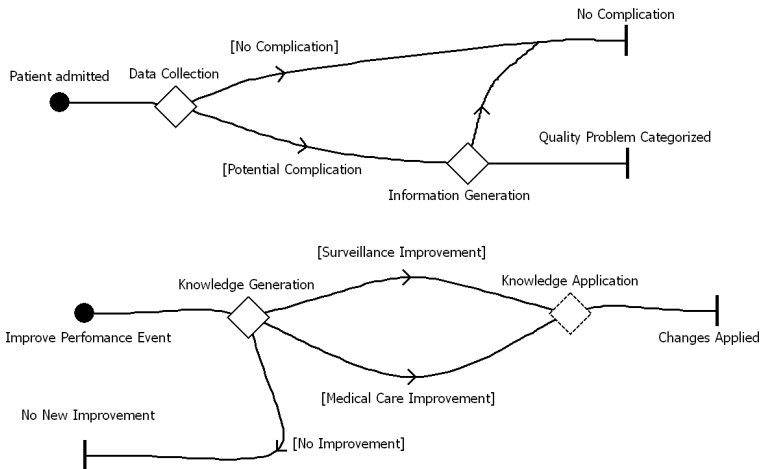 No Complication
[No Complication]
Data Collection
Patient admitted
Quality Problem Categorized
[Potential Complication
Information Generation
[Surveillance Improvement]
Knowledge Generation
Knowledge Application
Improve Perfomance Event
Changes Applied
[Medical Care Improvement]
No New Improvement
[No Improvement]